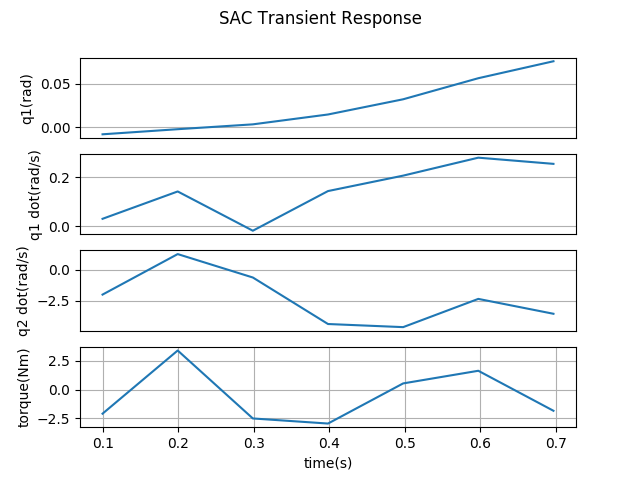 SAC Transient Response
q1(rad)
0.05
0.00
q1 dot(rad/s)
0.2
0.0
q2 dot(rad/s)
0.0
−2.5
torque(Nm)
2.5
0.0
−2.5
0.1 0.2 0.3 0.4 0.5 0.6 0.7
time(s)